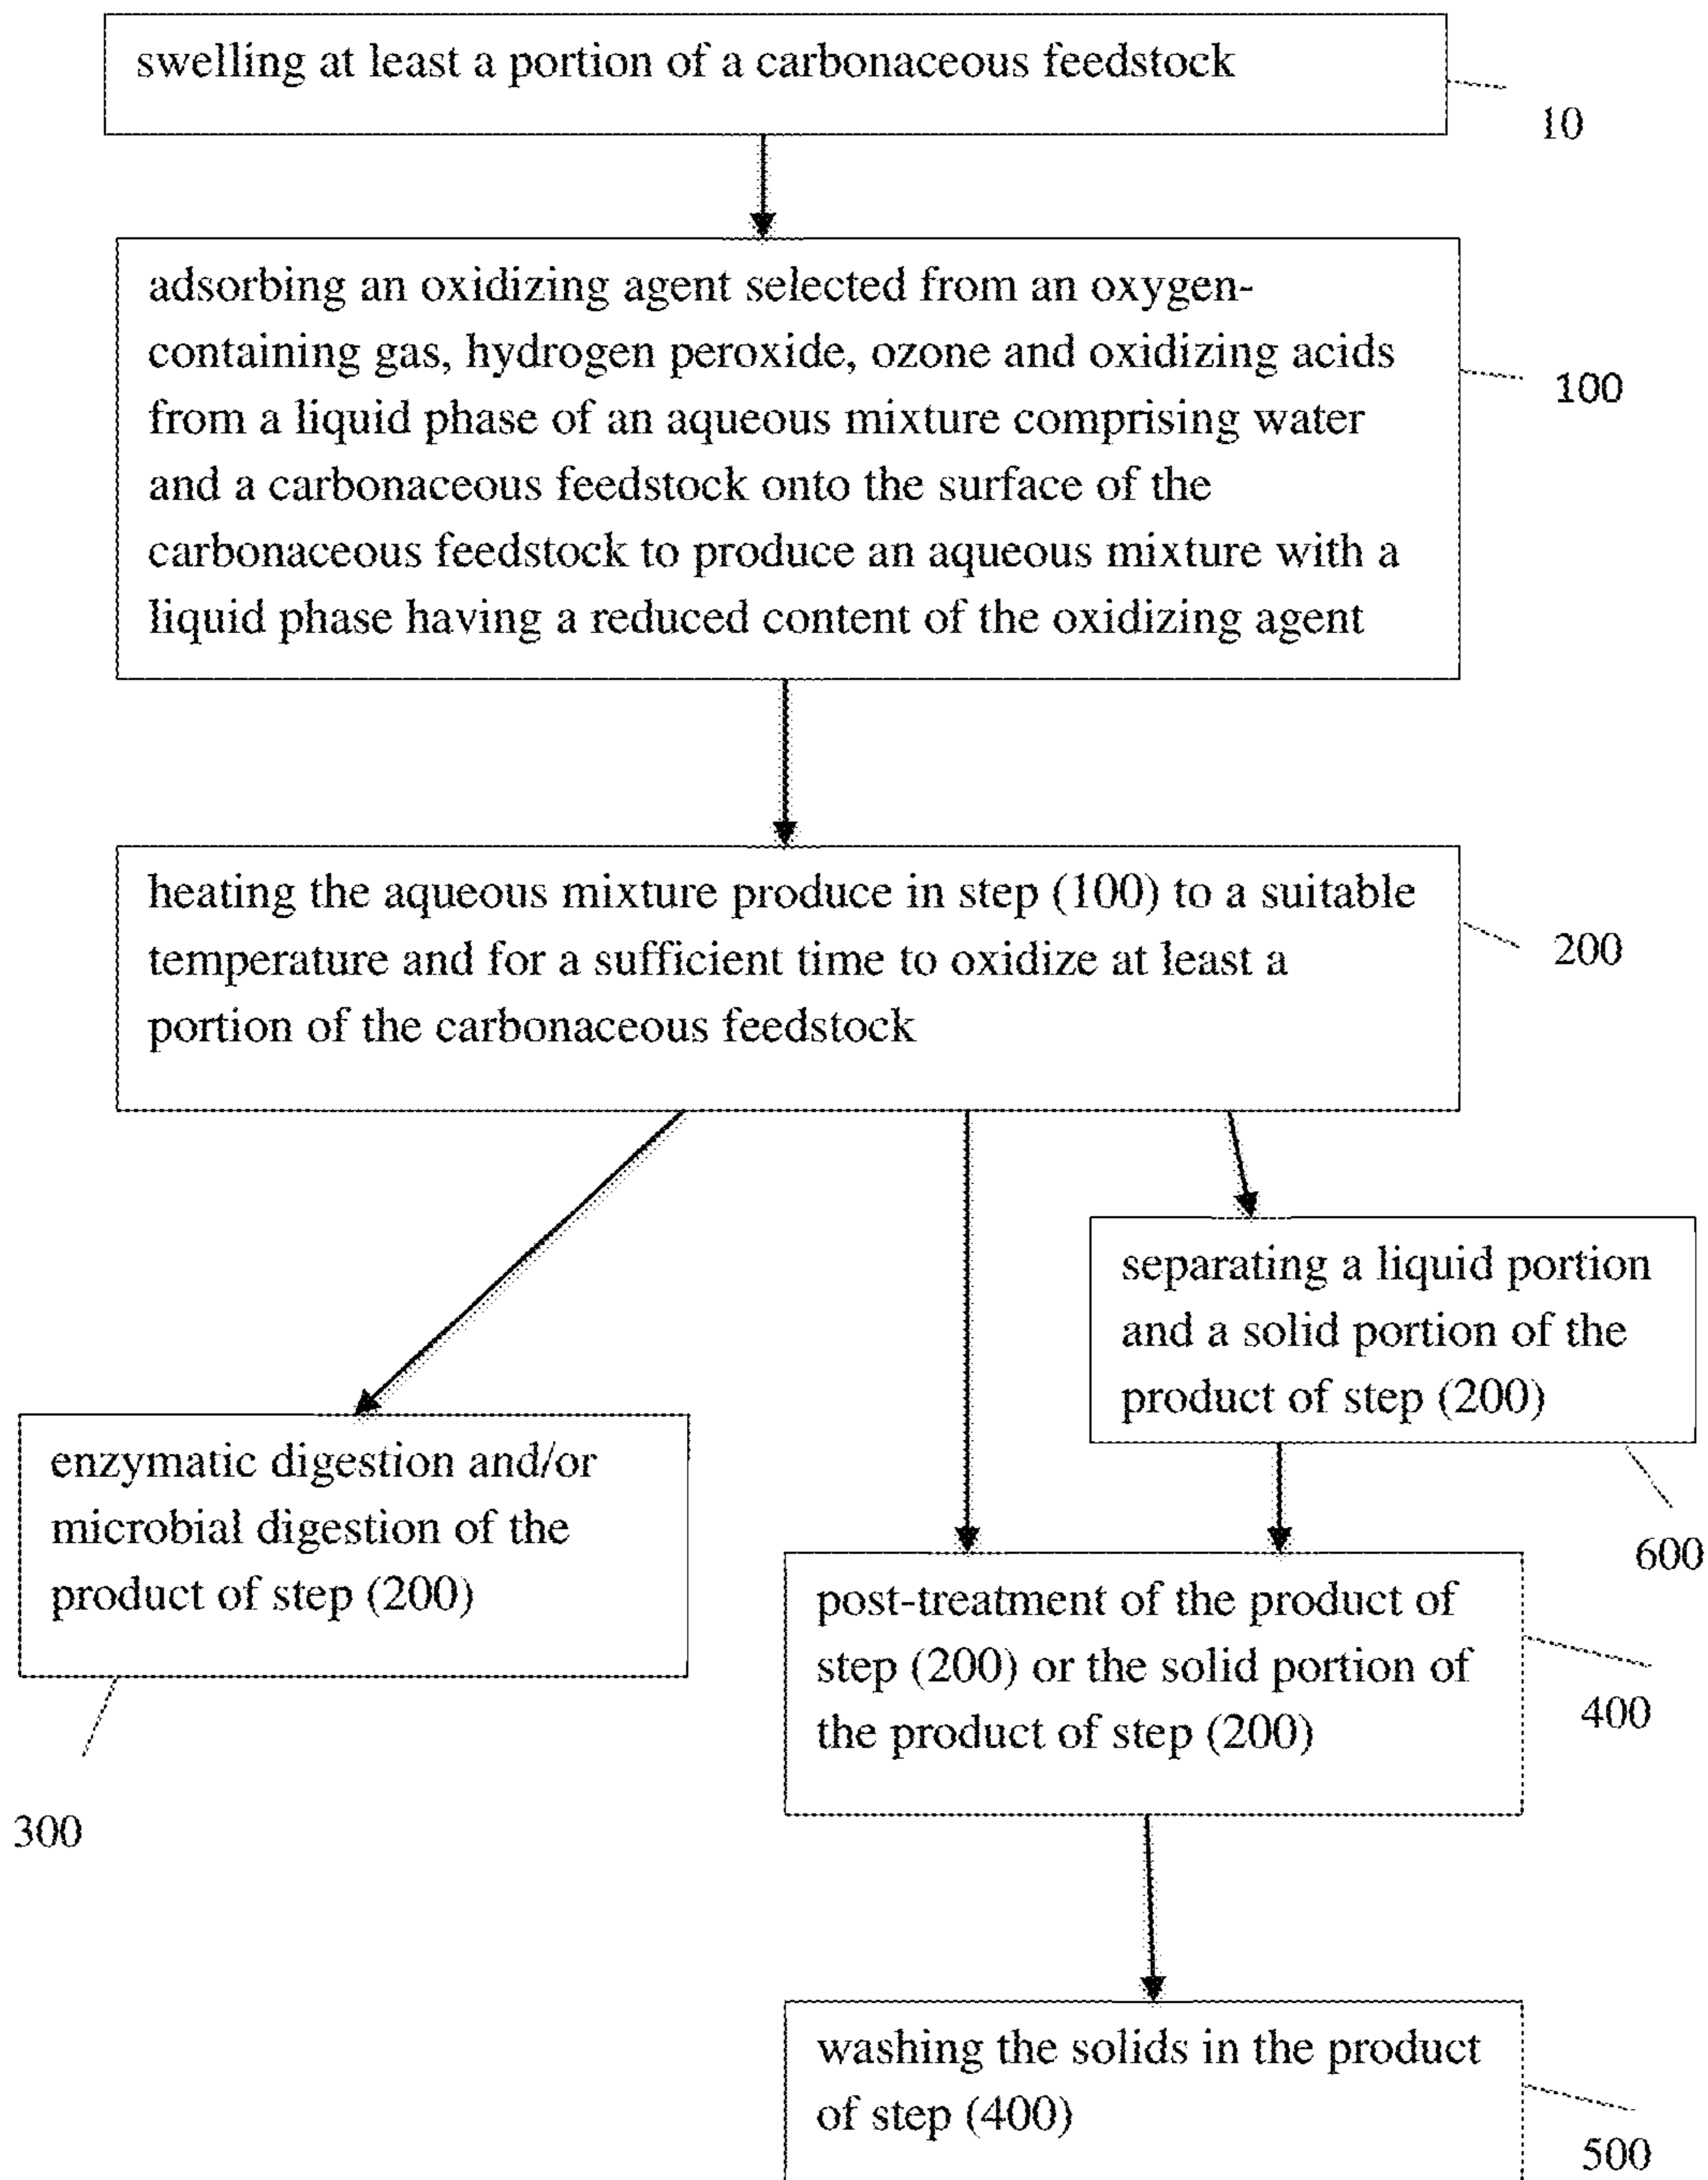 swelling at least a portion of a carbonaceous feedstock
10
adsorbing an oxidizing agent selected from an oxygen-
containing gas, hydrogen peroxide, ozone and oxidizing acids
from a liquid phase of an aqueous mixture comprising water
and a carbonaceous feedstock onto the surface of the
carbonaceous feedstock to produce an aqueous mixture with a
liquid phase having a reduced content of the oxidizing agent
100
heating the aqueous mixture produce in step (100) to a suitable
temperature and for a sufficient time to oxidize at least a
portion of the carbonaceous feedstock
200
separating a liquid portion
and a solid portion of the
product of step (200)
600
enzymatic digestion and/or
microbial digestion of the
product of step (200)
300
post-treatment of the product of
step (200) or the solid portion of
the product of step (200)
400
washing the solids in the product
of step (400)
500